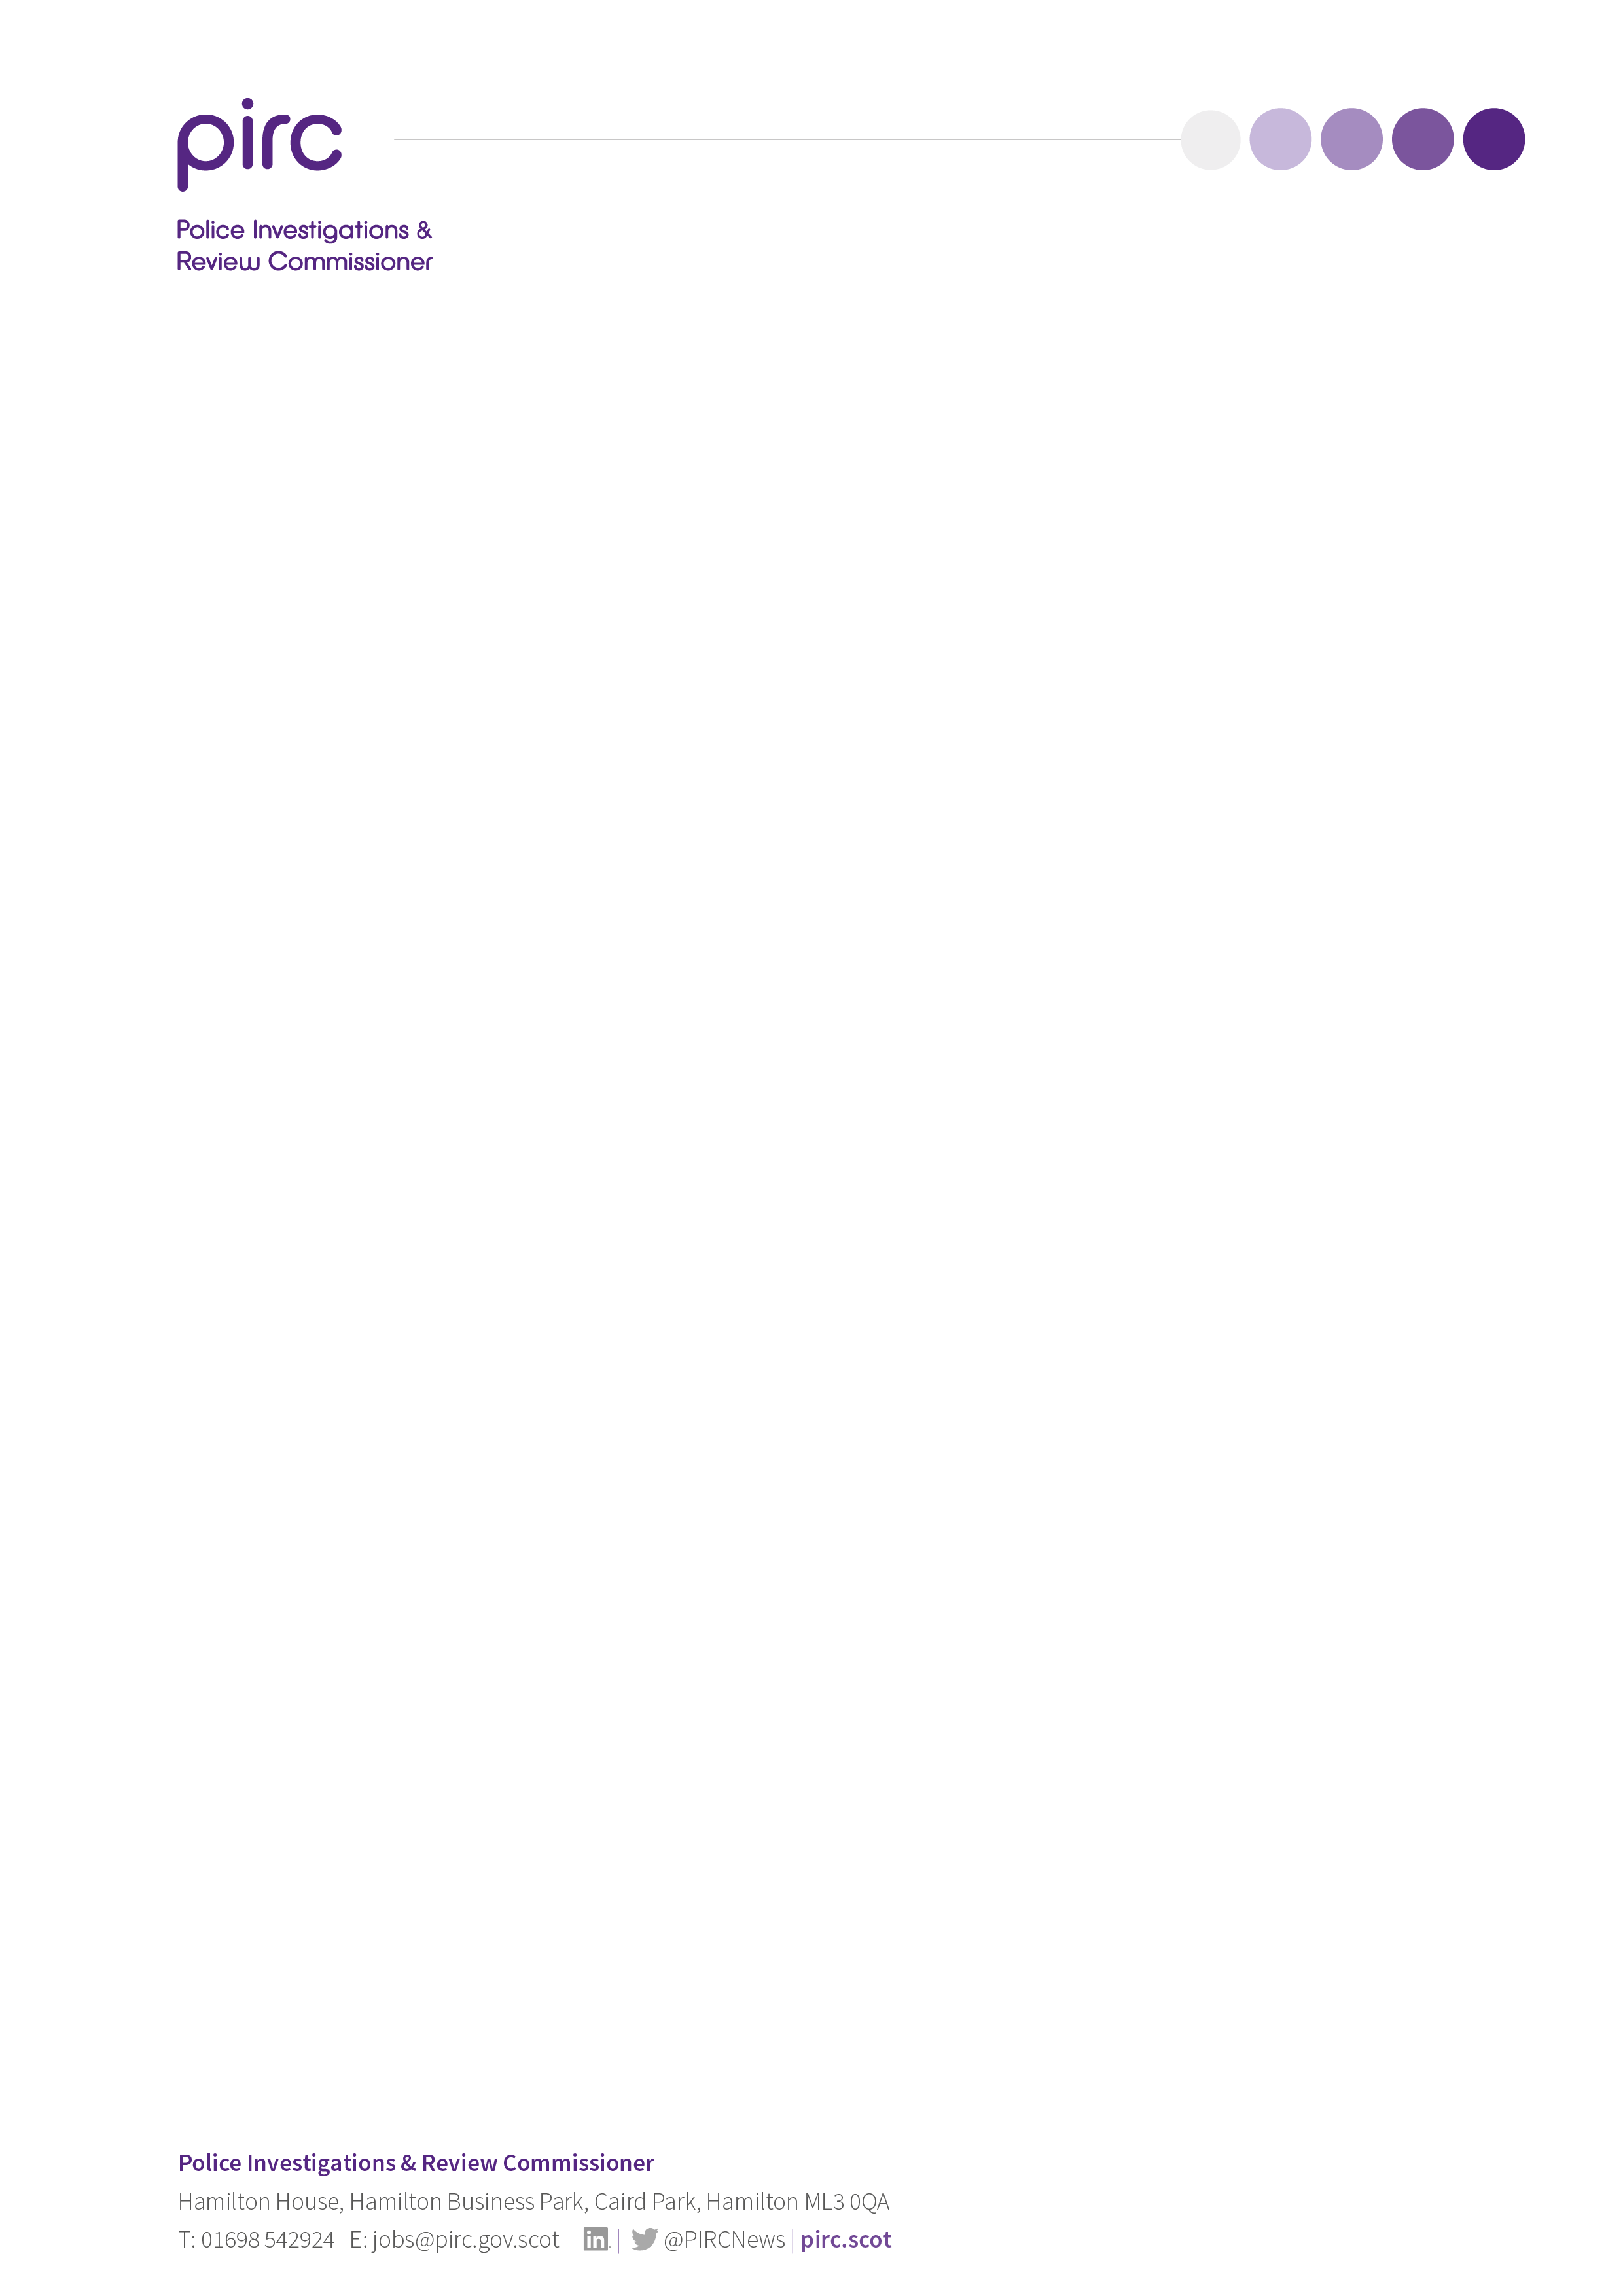 pirc
Police Investigations &
Review Commissioner
Police Investigations & Review Commissioner
Hamilton House, Hamilton Business Park, Caird Park, Hamilton ML3 0QA
T: 01698 542924 E: jobs@pirc.gov.scot in | @PIRCNews | pirc.scot